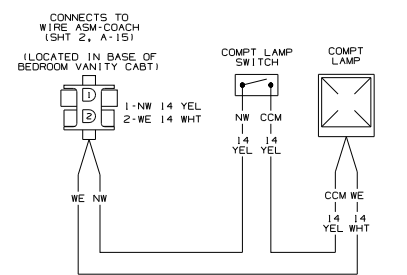 CONNECTS TO
WIRE ASM-COACH
(SHT 2, A-15)
(LOCATED IN BASE OF
BEDROOM VANITY CABT)
1
2
1-NW 14 YEL
2-WE 14 WHT
COMPT LAMP
SWITCH
COMPT
LAMP
NW CCM
14 14
YEL YEL
WE NW
CCM WE
14 14
YEL WHT